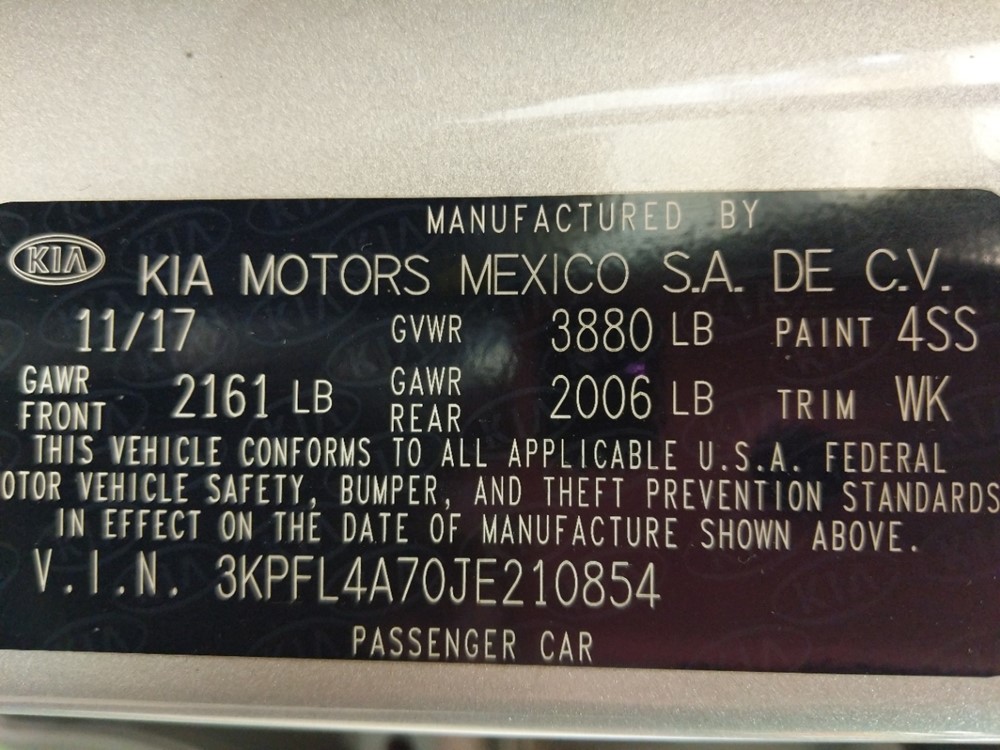 MANUFACTURED BY
KIA
KIA MOTORS MEXICO S.A. DE C.V.
11/17 GVWR 3880 LB PAINT 4SS
GAWR FRONT 2161 LB GAWR REAR 2006 LB TRIM WK
THIS VEHICLE CONFORMS TO ALL APPLICABLE U.S.A. FEDERAL
OTOR VEHICLE SAFETY, BUMPER, AND THEFT PREVENTION STANDARDS
IN EFFECT ON THE DATE OF MANUFACTURE SHOWN ABOVE.
V.I.N. 3KPFL4A70JE210854
PASSENGER CAR